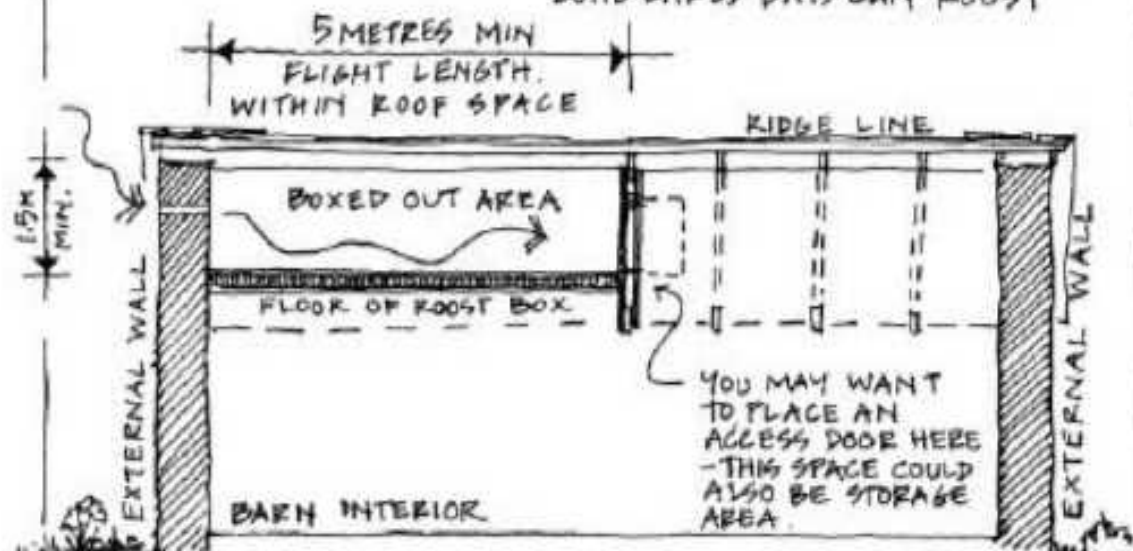 5 METRES MIN
FLIGHT LENGTH.
WITHIN ROOF SPACE
RIDGE LINE
1.5M
MIN.
BOXED OUT AREA
FLOOR OF ROOST BOX
EXTERNAL WALL
EXTERNAL WALL
YOU MAY WANT
TO PLACE AN
ACCESS DOOR HERE
- THIS SPACE COULD
ALSO BE STORAGE
AREA.
BARN INTERIOR